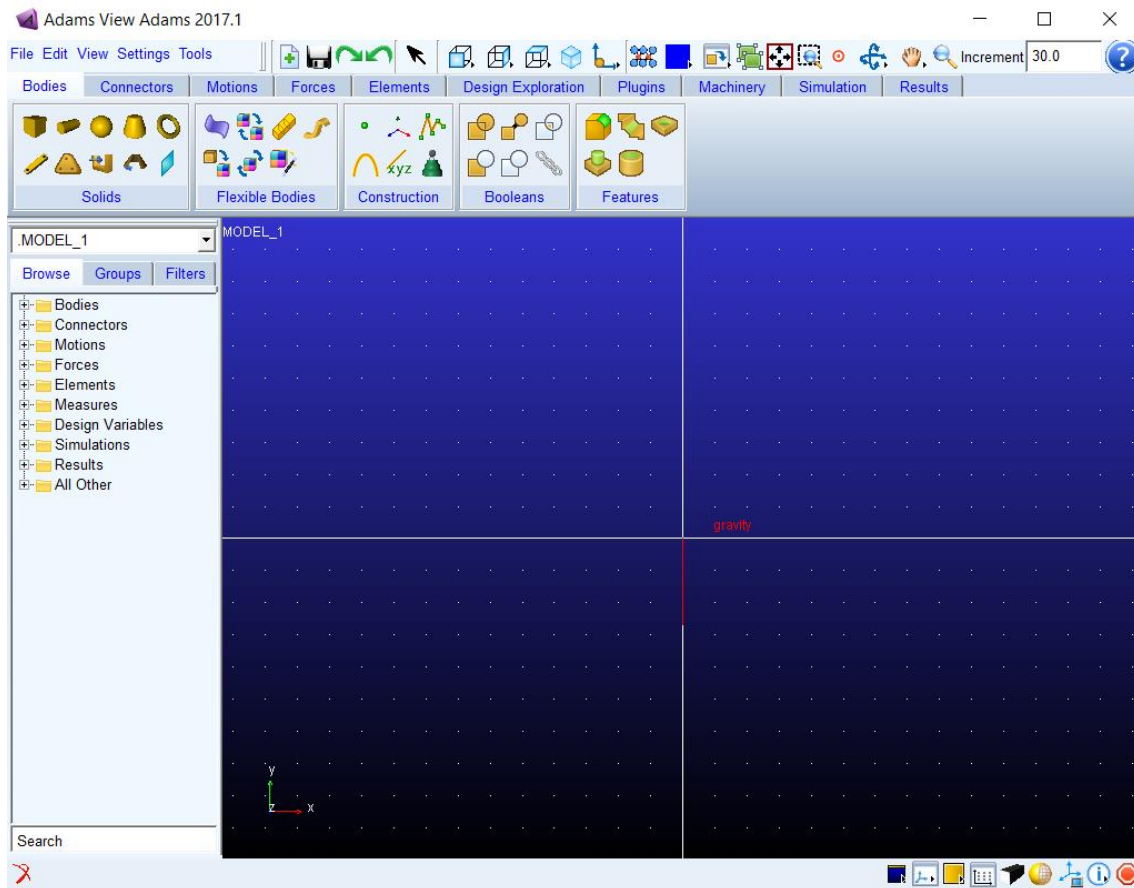 Adams View Adams 2017.1
File Edit View Settings Tools
Increment 30.0
Bodies Connectors Motions Forces Elements Design Exploration Plugins Machinery Simulation Results
xyz
Solids Flexible Bodies Construction Booleans Features
.MODEL_1
MODEL_1
Browse Groups Filters
Bodies
Connectors
Motions
Forces
Elements
Measures
Design Variables
Simulations
Results
All Other
gravity
y
z x
Search